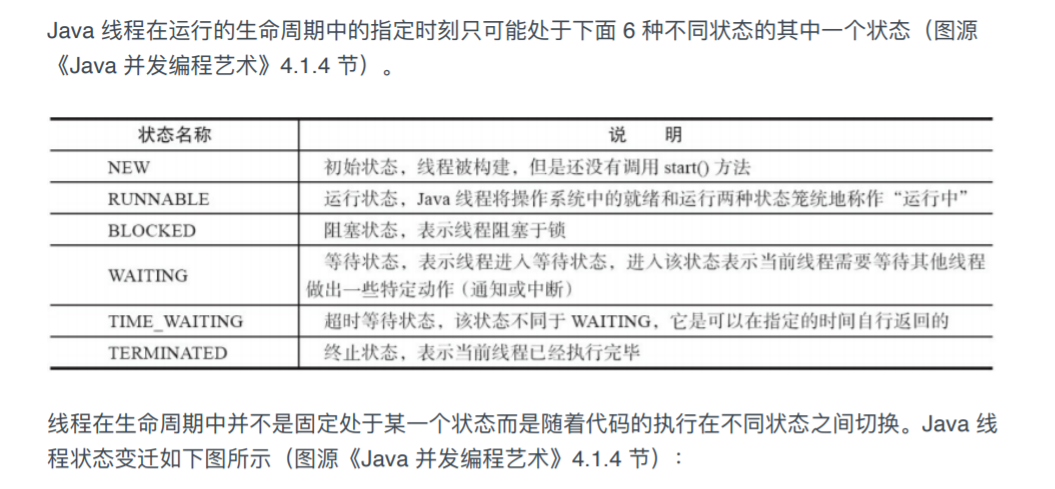 Java 线程在运行的生命周期中的指定时刻只可能处于下面 6 种不同状态的其中一个状态（图源
《Java 并发编程艺术》4.1.4 节）。
状态名称 说 明
NEW 初始状态，线程被构建，但是还没有调用 start() 方法
RUNNABLE 运行状态，Java 线程将操作系统中的就绪和运行两种状态笼统地称作“运行中”
BLOCKED 阻塞状态，表示线程阻塞于锁
WAITING 等待状态，表示线程进入等待状态，进入该状态表示当前线程需要等待其他线程
做出一些特定动作（通知或中断）
TIME_WAITING 超时等待状态，该状态不同于 WAITING，它是可以在指定的时间自行返回的
TERMINATED 终止状态，表示当前线程已经执行完毕
线程在生命周期中并不是固定处于某一个状态而是随着代码的执行在不同状态之间切换。Java 线
程状态变迁如下图所示（图源《Java 并发编程艺术》4.1.4 节）：